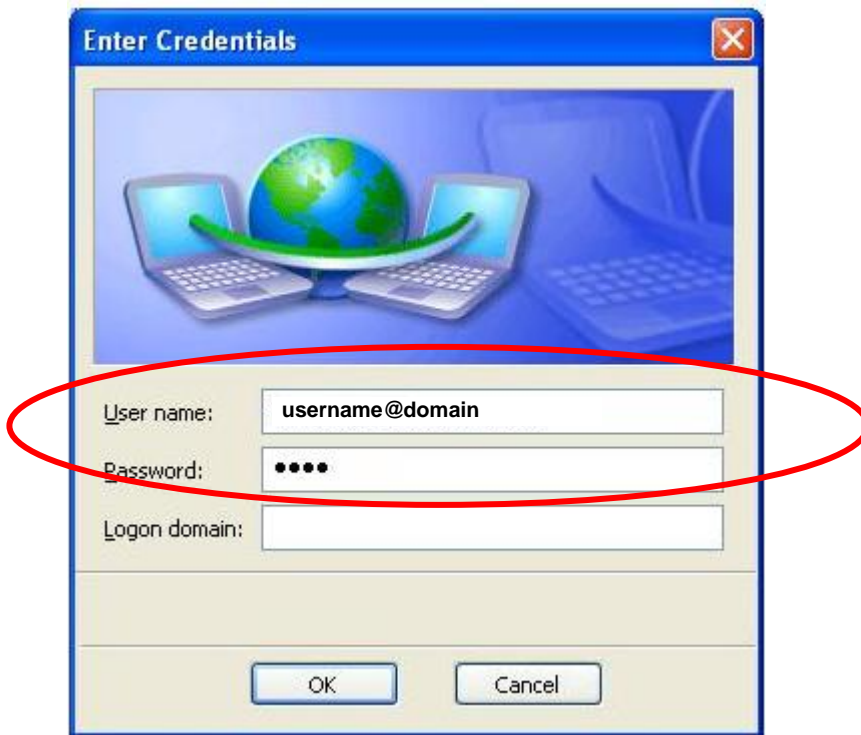 Enter Credentials
User name: username@domain
Password: ••••
Logon domain:
OK Cancel